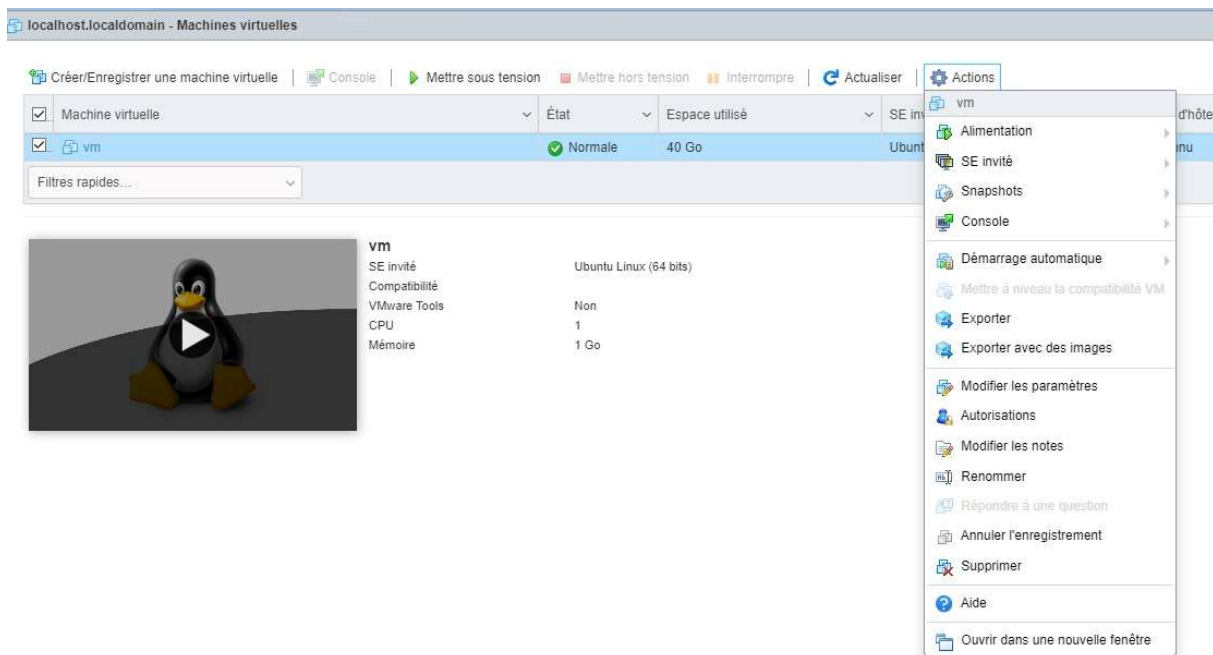 localhost.localdomain - Machines virtuelles
Créer/Enregistrer une machine virtuelle Console Mettre sous tension Mettre hors tension Interrompre Actualiser Actions
Machine virtuelle État Espace utilisé SE inv d'hôte
vm Normale 40 Go Ubunt nu
Filtres rapides...
vm
Alimentation
SE invité
Snapshots
Console
Démarrage automatique
Mettre à niveau la compatibilité VM
Exporter
Exporter avec des images
Modifier les paramètres
Autorisations
Modifier les notes
Renommer
Répondre à une question
Annuler l'enregistrement
Supprimer
Aide
Ouvrir dans une nouvelle fenêtre
vm
SE invité Ubuntu Linux (64 bits)
Compatibilité
VMware Tools Non
CPU 1
Mémoire 1 Go